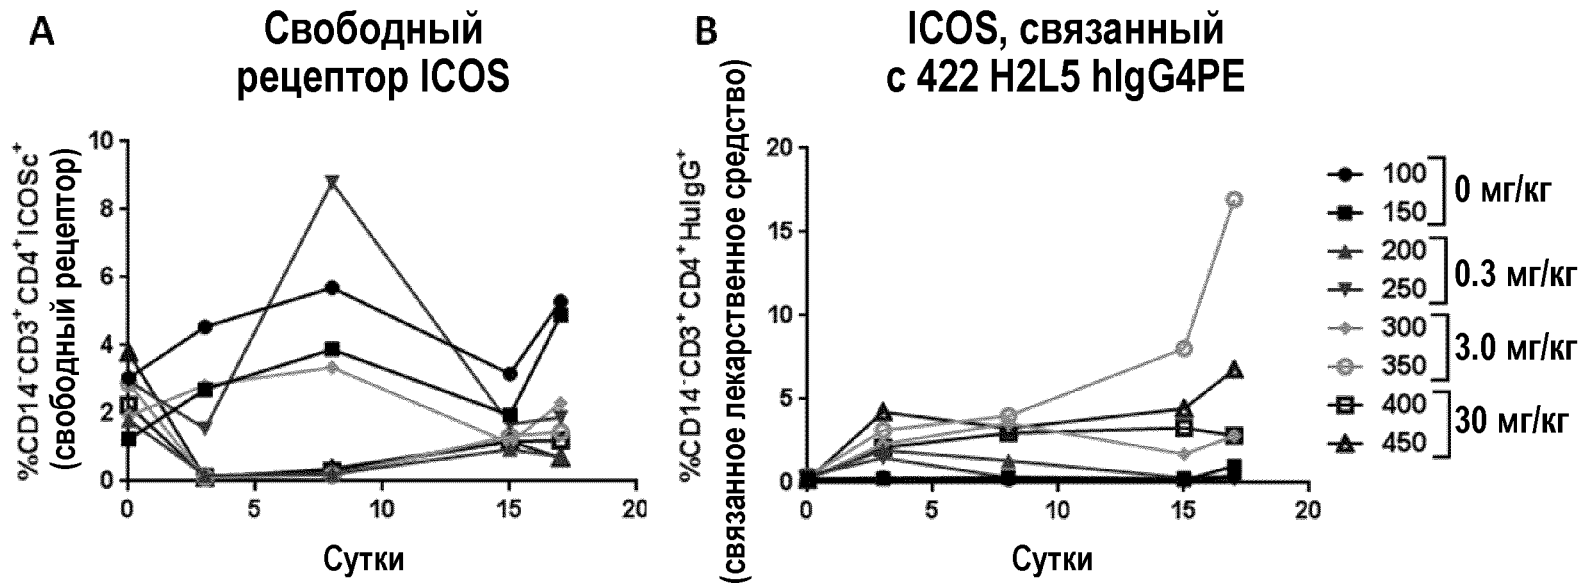 A
Свободный
рецептор ICOS
%CD14⁻CD3⁺CD4⁺ICOSc⁺
(свободный рецептор)
10
8
6
4
2
0
0 5 10 15 20
Сутки
B
ICOS, связанный
с 422 H2L5 hIgG4PE
%CD14⁻CD3⁺CD4⁺HuIgG⁺
(связанное лекарственное средство)
20
15
10
5
0
0 5 10 15 20
Сутки
100
150
0 мг/кг
200
250
0.3 мг/кг
300
350
3.0 мг/кг
400
450
30 мг/кг